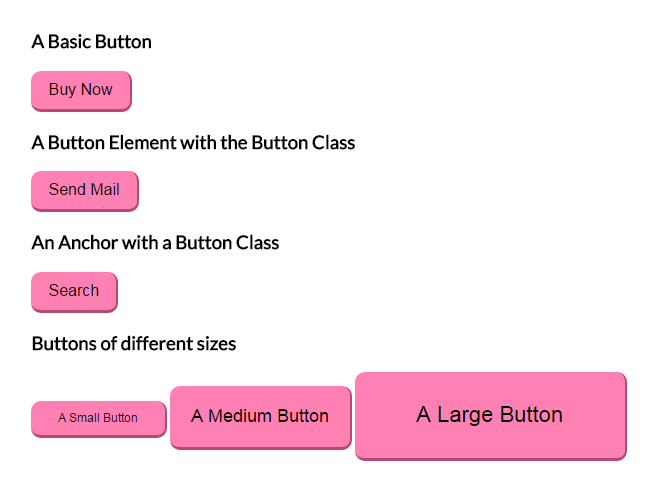 A Basic Button
Buy Now
A Button Element with the Button Class
Send Mail
An Anchor with a Button Class
Search
Buttons of different sizes
A Small Button A Medium Button A Large Button